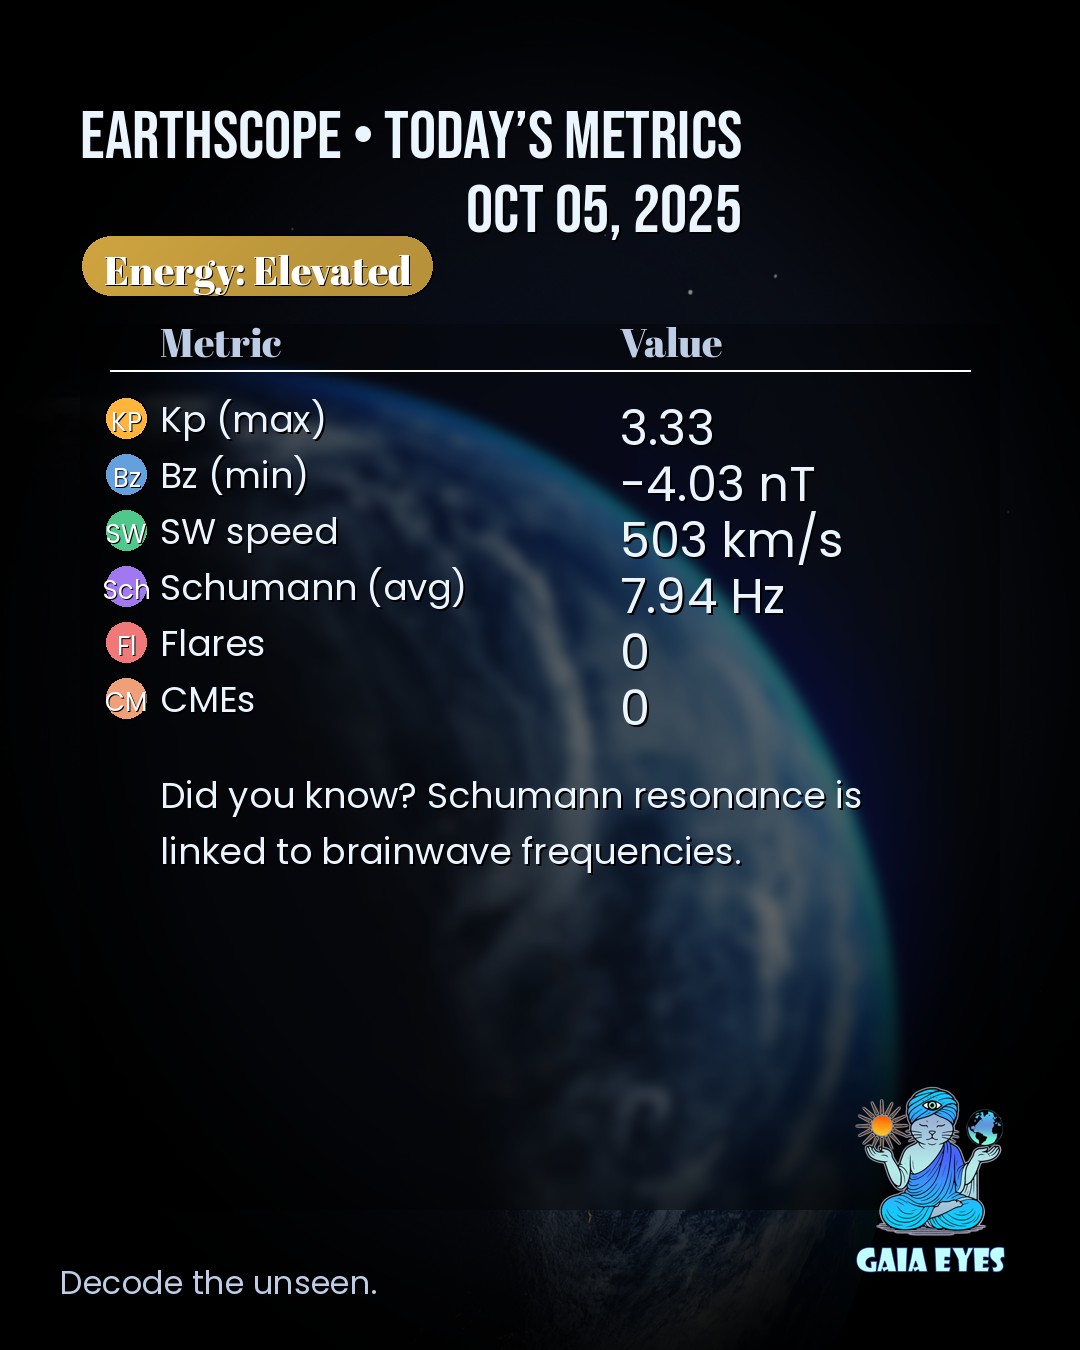 EARTHSCOPE • TODAY’S METRICS
OCT 05, 2025
Energy: Elevated
Metric Value
KP Kp (max) 3.33
Bz Bz (min) −4.03 nT
SW SW speed 503 km/s
Sch Schumann (avg) 7.94 Hz
Fl Flares 0
CM CMEs 0
Did you know? Schumann resonance is
linked to brainwave frequencies.
GAIA EYES
Decode the unseen.